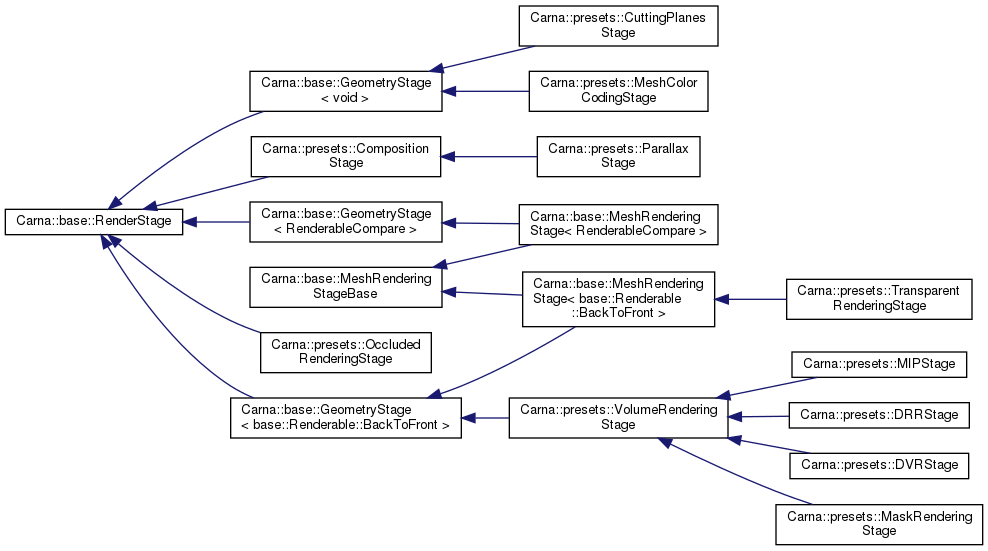 Carna::presets::CuttingPlanes
Stage
Carna::base::GeometryStage
< void >
Carna::presets::MeshColor
CodingStage
Carna::presets::Composition
Stage
Carna::presets::Parallax
Stage
Carna::base::RenderStage
Carna::base::GeometryStage
< RenderableCompare >
Carna::base::MeshRendering
Stage< RenderableCompare >
Carna::base::MeshRendering
StageBase
Carna::base::MeshRendering
Stage< base::Renderable
::BackToFront >
Carna::presets::Transparent
RenderingStage
Carna::presets::Occluded
RenderingStage
Carna::presets::MIPStage
Carna::base::GeometryStage
< base::Renderable::BackToFront >
Carna::presets::VolumeRendering
Stage
Carna::presets::DRRStage
Carna::presets::DVRStage
Carna::presets::MaskRendering
Stage